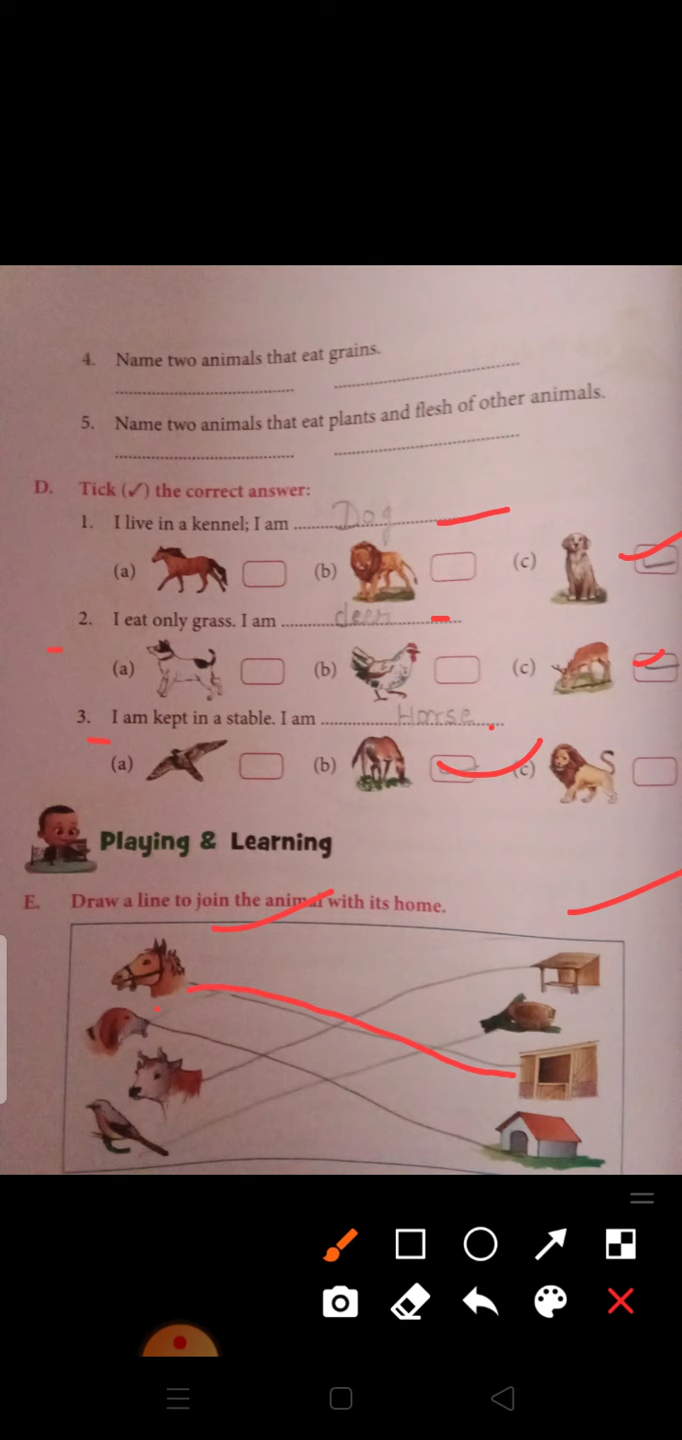 4. Name two animals that eat grains.
5. Name two animals that eat plants and flesh of other animals.
D. Tick (✓) the correct answer:
1. I live in a kennel; I am Dog
(a) (b) (c)
2. I eat only grass. I am deer
(a) (b) (c)
3. I am kept in a stable. I am Horse
(a) (b) (c)
Playing & Learning
E. Draw a line to join the animal with its home.